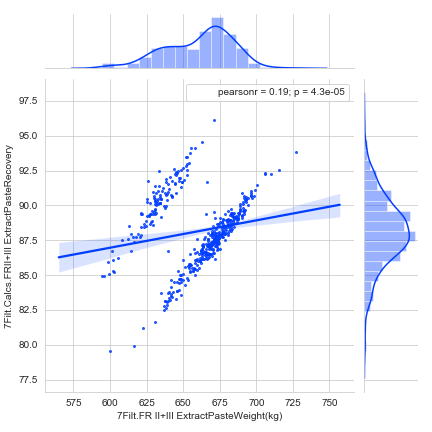 pearsonr = 0.19; p = 4.3e-05
97.5
95.0
92.5
90.0
87.5
85.0
82.5
80.0
77.5
7Filt.Calcs.FRII+III ExtractPasteRecovery
575 600 625 650 675 700 725 750
7Filt.FR II+III ExtractPasteWeight(kg)